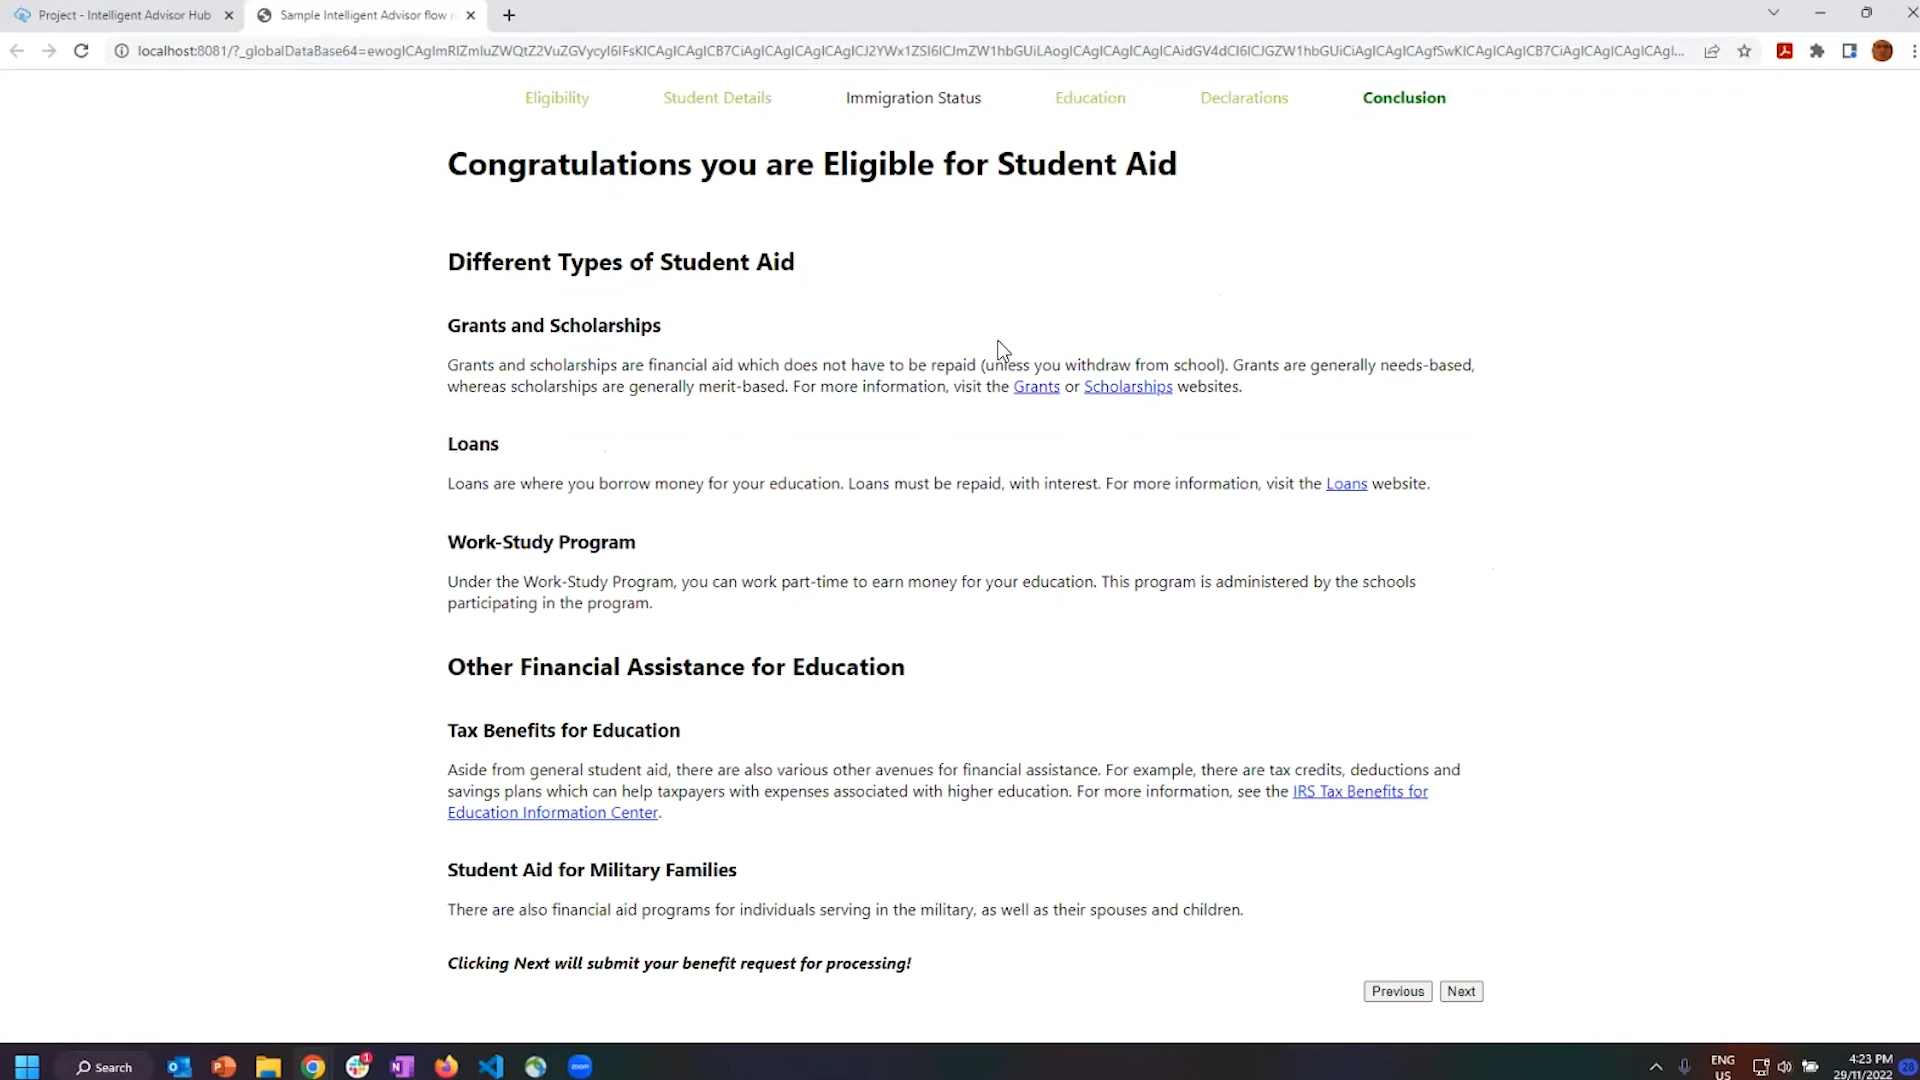 Project - Intelligent Advisor Hub
Sample Intelligent Advisor flow
Eligibility Student Details Immigration Status Education Declarations Conclusion
Congratulations you are Eligible for Student Aid
Different Types of Student Aid
Grants and Scholarships
Grants and scholarships are financial aid which does not have to be repaid (unless you withdraw from school). Grants are generally needs-based,
whereas scholarships are generally merit-based. For more information, visit the Grants or Scholarships websites.
Loans
Loans are where you borrow money for your education. Loans must be repaid, with interest. For more information, visit the Loans website.
Work-Study Program
Under the Work-Study Program, you can work part-time to earn money for your education. This program is administered by the schools
participating in the program.
Other Financial Assistance for Education
Tax Benefits for Education
Aside from general student aid, there are also various other avenues for financial assistance. For example, there are tax credits, deductions and
savings plans which can help taxpayers with expenses associated with higher education. For more information, see the IRS Tax Benefits for
Education Information Center.
Student Aid for Military Families
There are also financial aid programs for individuals serving in the military, as well as their spouses and children.
Clicking Next will submit your benefit request for processing!
Previous Next
Search
1
zoom
ENG
US
4:23 PM
29/11/2022
28